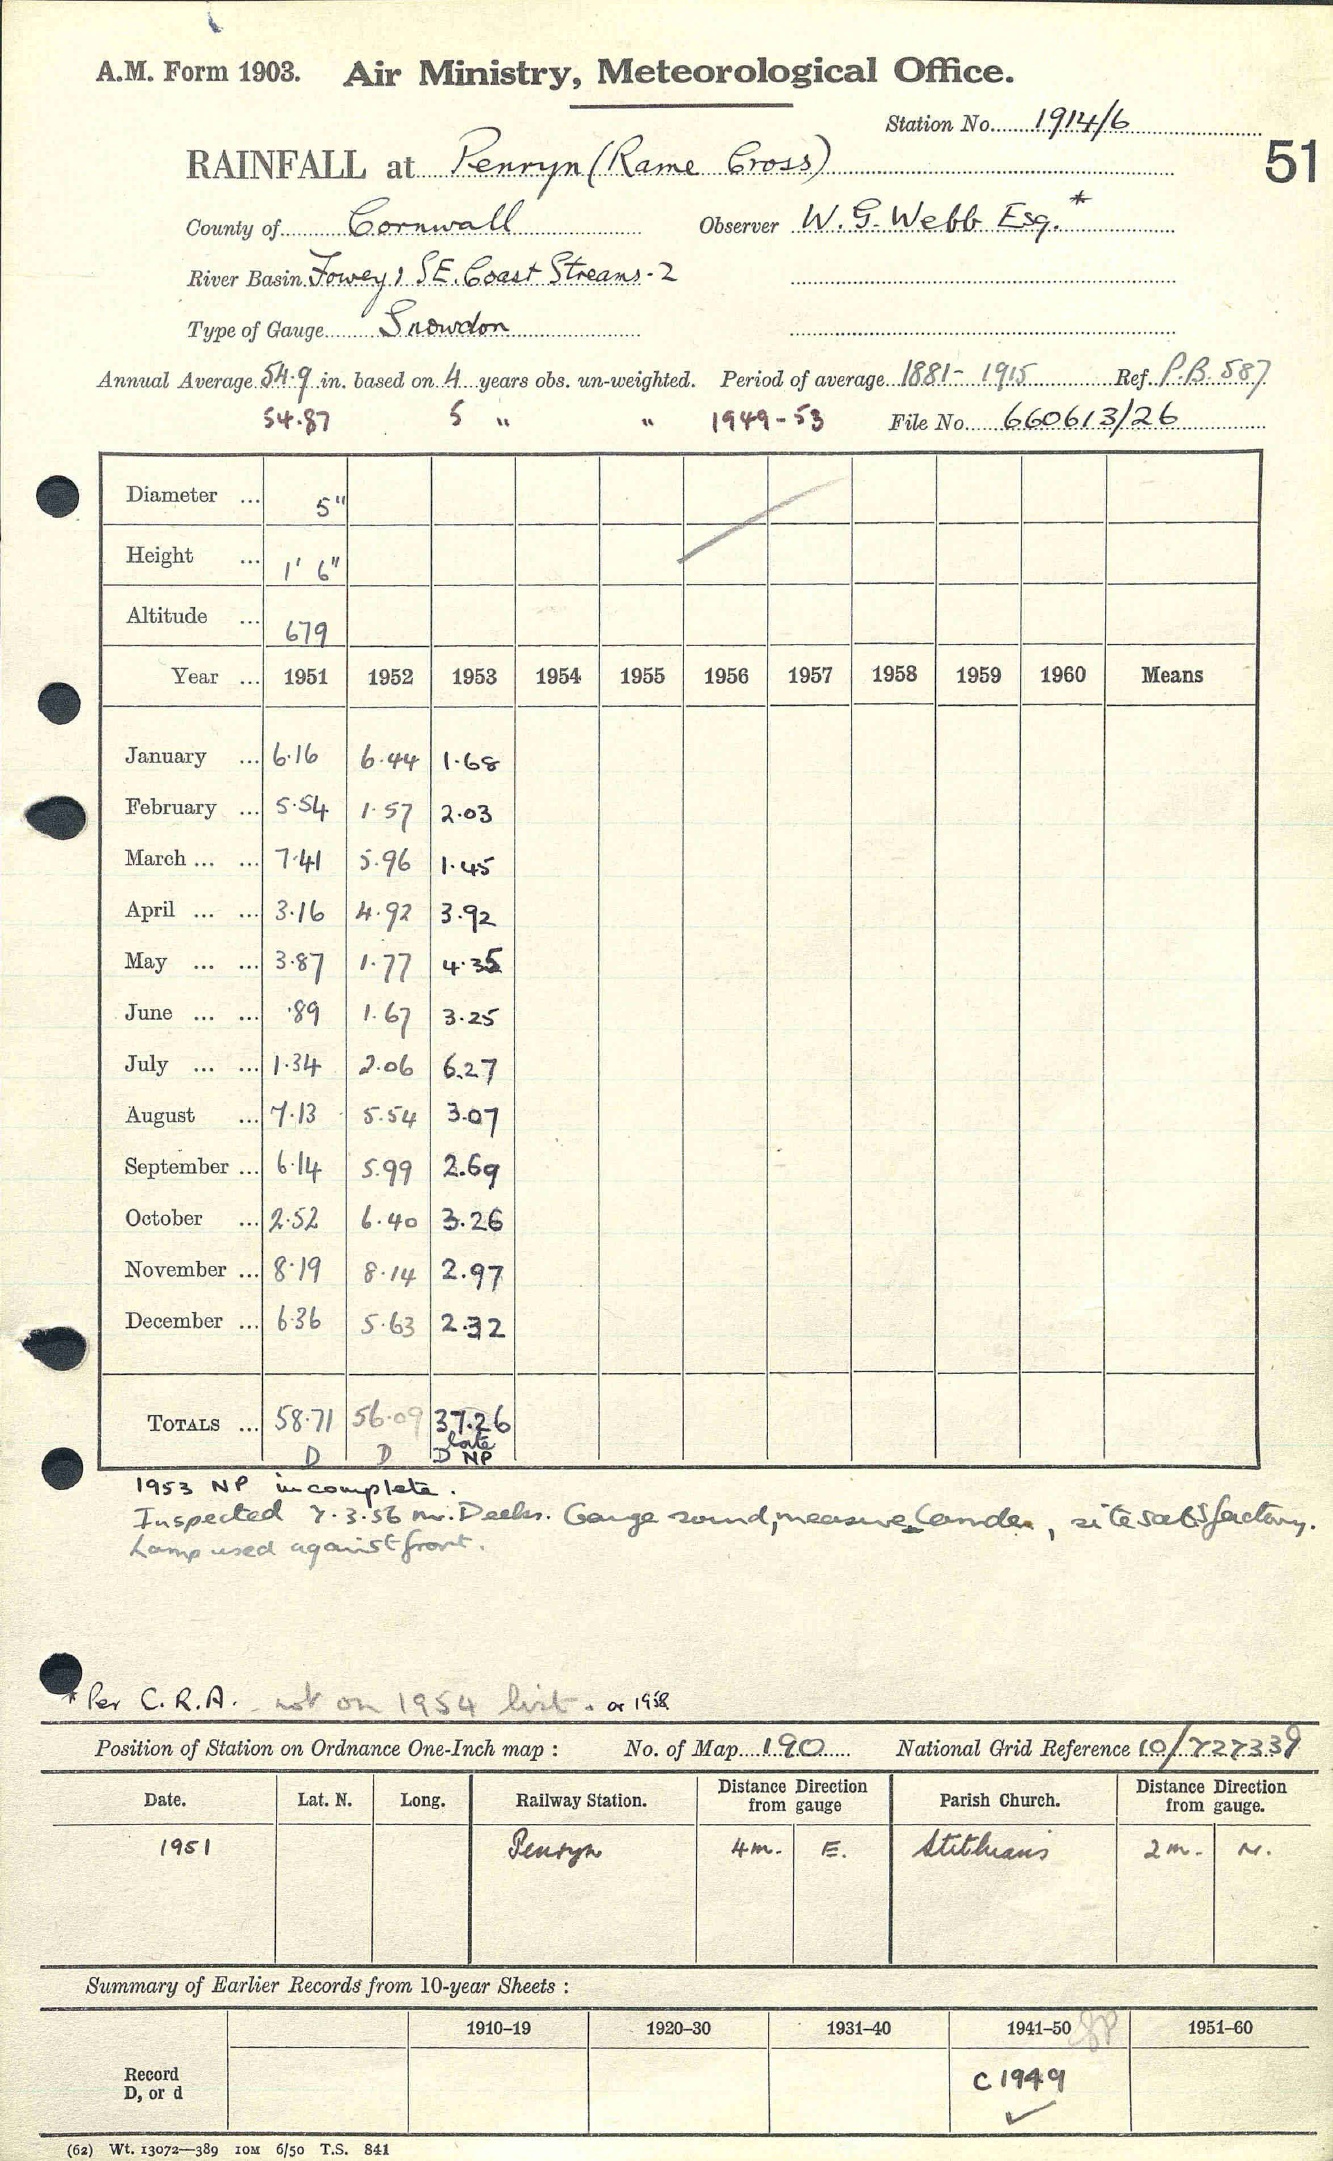 A.M. Form 1903. Air Ministry, Meteorological Office.
Station No. 1914/6
RAINFALL at Penryn (Rame Cross)
51
County of Cornwall Observer W. G. Webb Esq.*
River Basin Fowey & SE. Coast Streams - 2
Type of Gauge Snowdon
Annual Average 54.9 in. based on 4 years obs. un-weighted. Period of average 1881-1915 Ref. P.B. 587
54.87 5 " " 1949-53 File No. 660613/26
Diameter ... 5"
Height ... 1' 6"
Altitude ... 679
Year ... 1951 1952 1953 1954 1955 1956 1957 1958 1959 1960 Means
January ... 6.16 6.44 1.68
February ... 5.54 1.57 2.03
March ... ... 7.41 5.96 1.45
April ... ... 3.16 4.92 3.92
May ... ... 3.87 1.77 4.35
June ... ... .89 1.67 3.25
July ... ... 1.34 2.06 6.27
August ... 7.13 5.54 3.07
September ... 6.14 5.99 2.69
October ... 2.52 6.40 3.26
November ... 8.19 8.14 2.97
December ... 6.36 5.63 2.32
TOTALS ... 58.71 56.09 37.26
late
D D D NP
1953 NP incomplete.
Inspected 7.3.56 Mr. Deeks. Gauge sound, measure Camden, site satisfactory.
Lamp used against frost.
* Per C.R.A. not on 1954 list. or 1958
Position of Station on Ordnance One-Inch map : No. of Map 190 National Grid Reference 10/727339
Date. Lat. N. Long. Railway Station. Distance Direction from gauge Parish Church. Distance Direction from gauge.
1951 Penryn 4m. E. Stithians 2m. N.
Summary of Earlier Records from 10-year Sheets :
1910-19 1920-30 1931-40 1941-50 1951-60
Record
D, or d
C 1949
(62) Wt. 13072—389 10M 6/50 T.S. 841